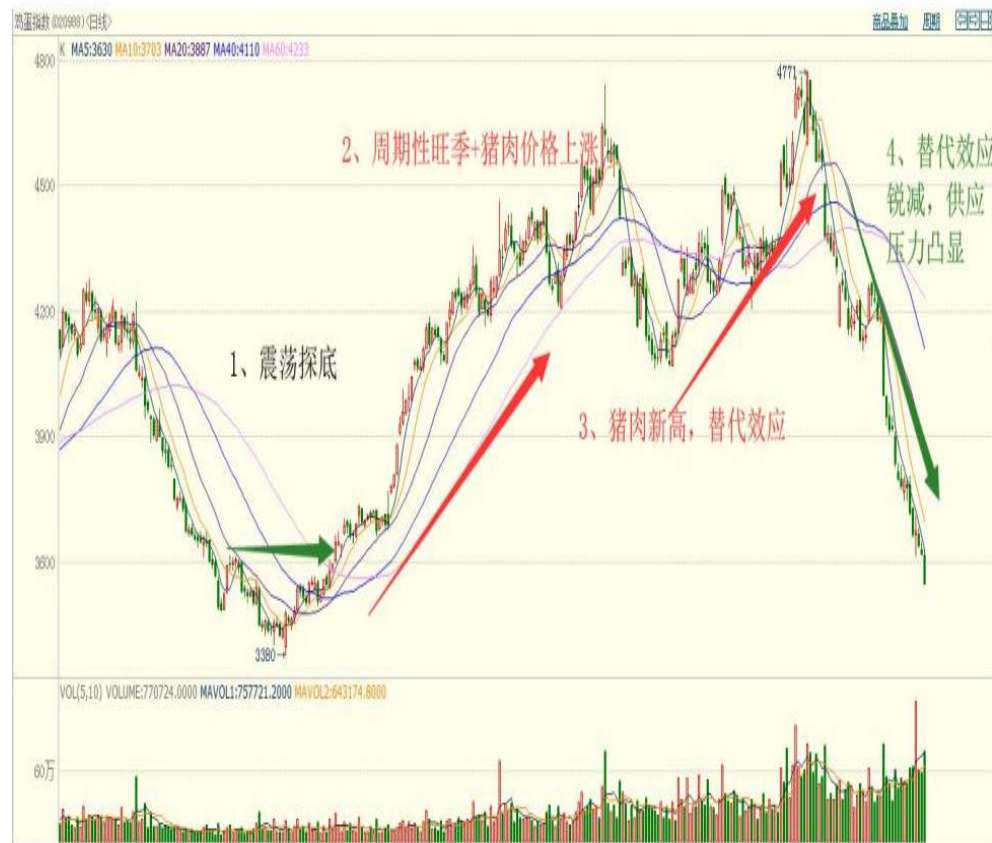 鸡蛋指数 (020988)<日线>
商品叠加 周期
K MA5:3630 MA10:3703 MA20:3887 MA40:4110 MA60:4233
4800
4771
2、周期性旺季+猪肉价格上涨
4、替代效应
锐减，供应
压力凸显
4500
4200
1、震荡探底
3900
3、猪肉新高，替代效应
3600
3380
VOL(5,10) VOLUME:770724.0000 MAVOL1:757721.2000 MAVOL2:643174.8000
60万